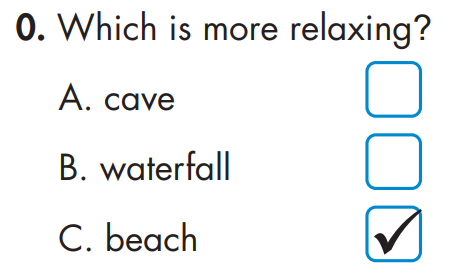 0. Which is more relaxing?
A. cave
B. waterfall
C. beach